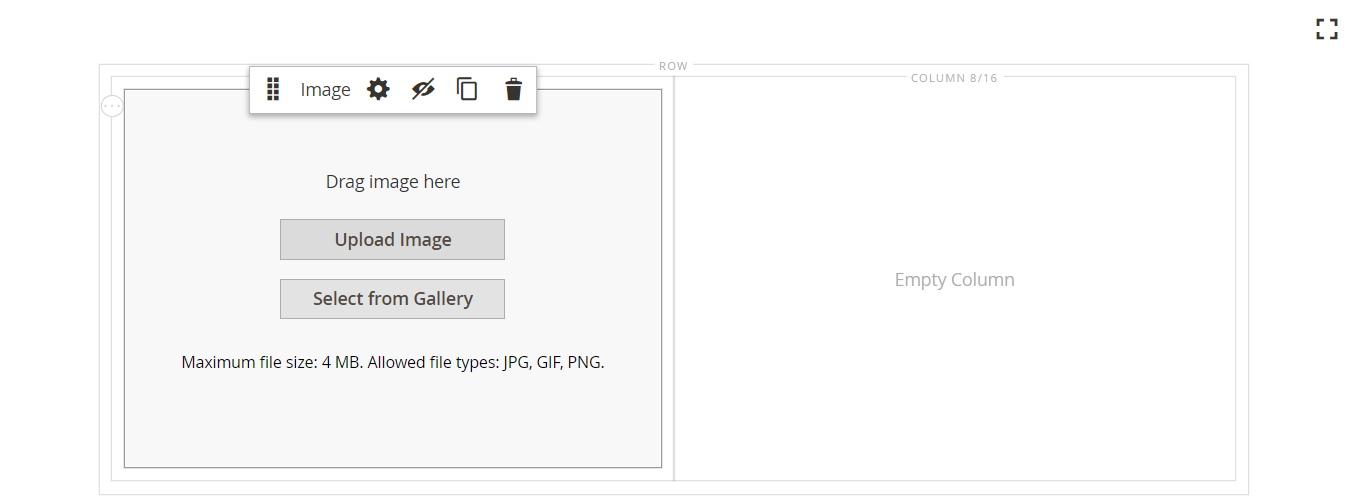 ROW
COLUMN 8/16
Image
Drag image here
Upload Image
Select from Gallery
Maximum file size: 4 MB. Allowed file types: JPG, GIF, PNG.
Empty Column